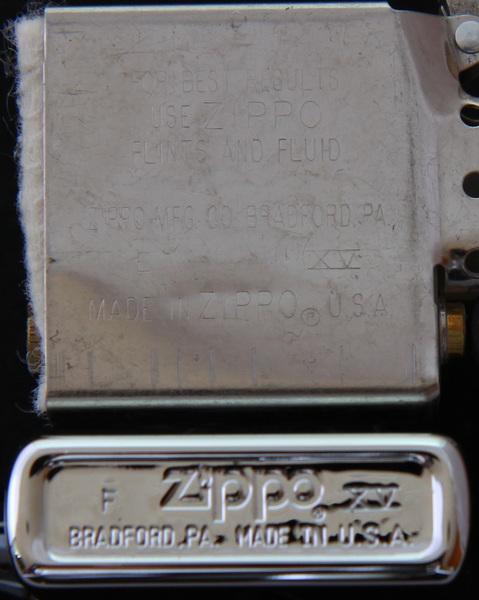 FOR BEST RESULTS
USE ZIPPO
FLINTS AND FLUID
ZIPPO MFG. CO. BRADFORD, PA.
E XV
MADE IN ZIPPO® U.S.A.
F Zippo® XV
BRADFORD, PA. MADE IN U.S.A.